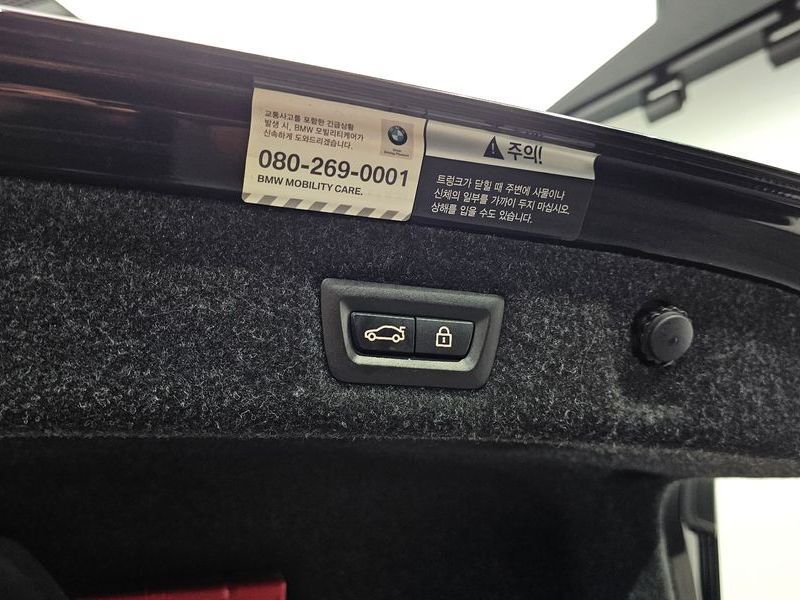 교통사고를 포함한 긴급상황
발생 시, BMW 모빌리티케어가
신속하게 도와드리겠습니다.
080-269-0001
BMW MOBILITY CARE.
주의!
트렁크가 닫힐 때 주변에 사물이나
신체의 일부를 가까이 두지 마십시오.
상해를 입을 수도 있습니다.